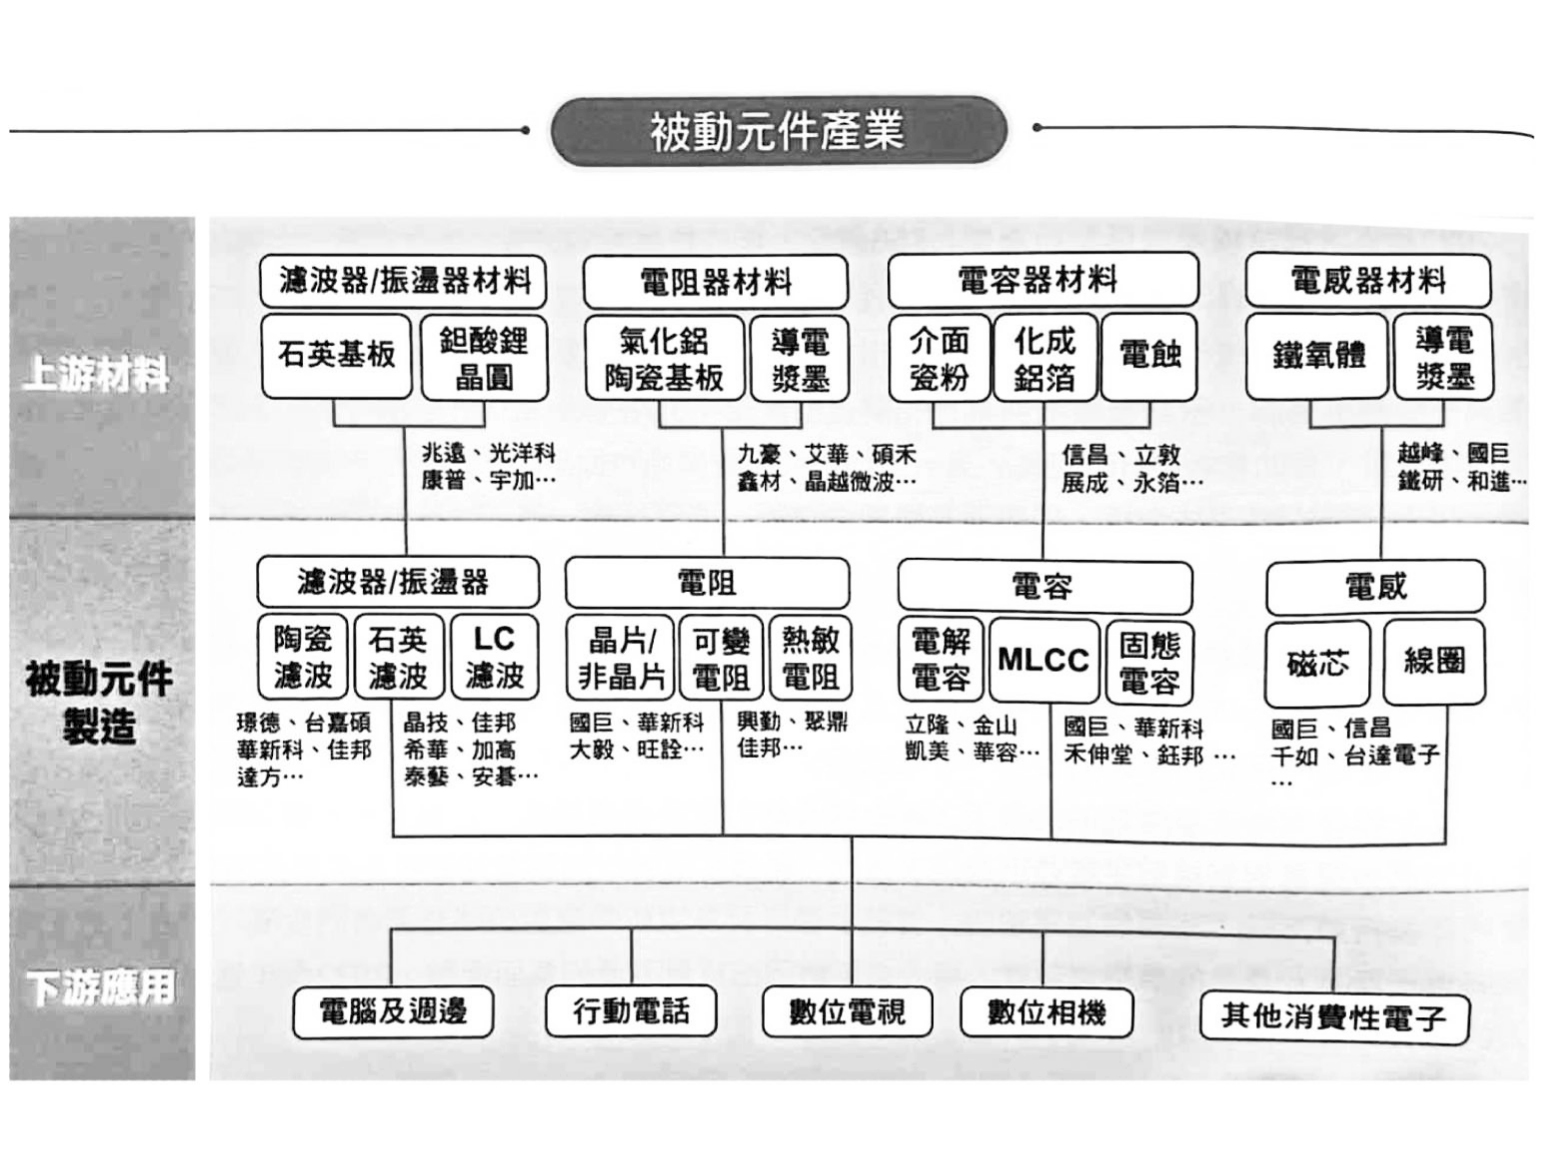 被動元件產業
上游材料
濾波器/振盪器材料
石英基板
鉭酸鋰
晶圓
兆遠、光洋科
康普、宇加…
電阻器材料
氧化鋁
陶瓷基板
導電
漿墨
九豪、艾華、碩禾
鑫材、晶越微波…
電容器材料
介面
瓷粉
化成
鋁箔
電蝕
信昌、立敦
展成、永箔…
電感器材料
鐵氧體
導電
漿墨
越峰、國巨
鐵研、和進…
被動元件
製造
濾波器/振盪器
陶瓷
濾波
石英
濾波
LC
濾波
璟德、台嘉碩
華新科、佳邦
達方…
晶技、佳邦
希華、加高
泰藝、安碁…
電阻
晶片/
非晶片
可變
電阻
熱敏
電阻
國巨、華新科
大毅、旺詮…
興勤、聚鼎
佳邦…
電容
電解
電容
MLCC
固態
電容
立隆、金山
凱美、華容…
國巨、華新科
禾伸堂、鈺邦…
電感
磁芯
線圈
國巨、信昌
千如、台達電子
…
下游應用
電腦及週邊
行動電話
數位電視
數位相機
其他消費性電子